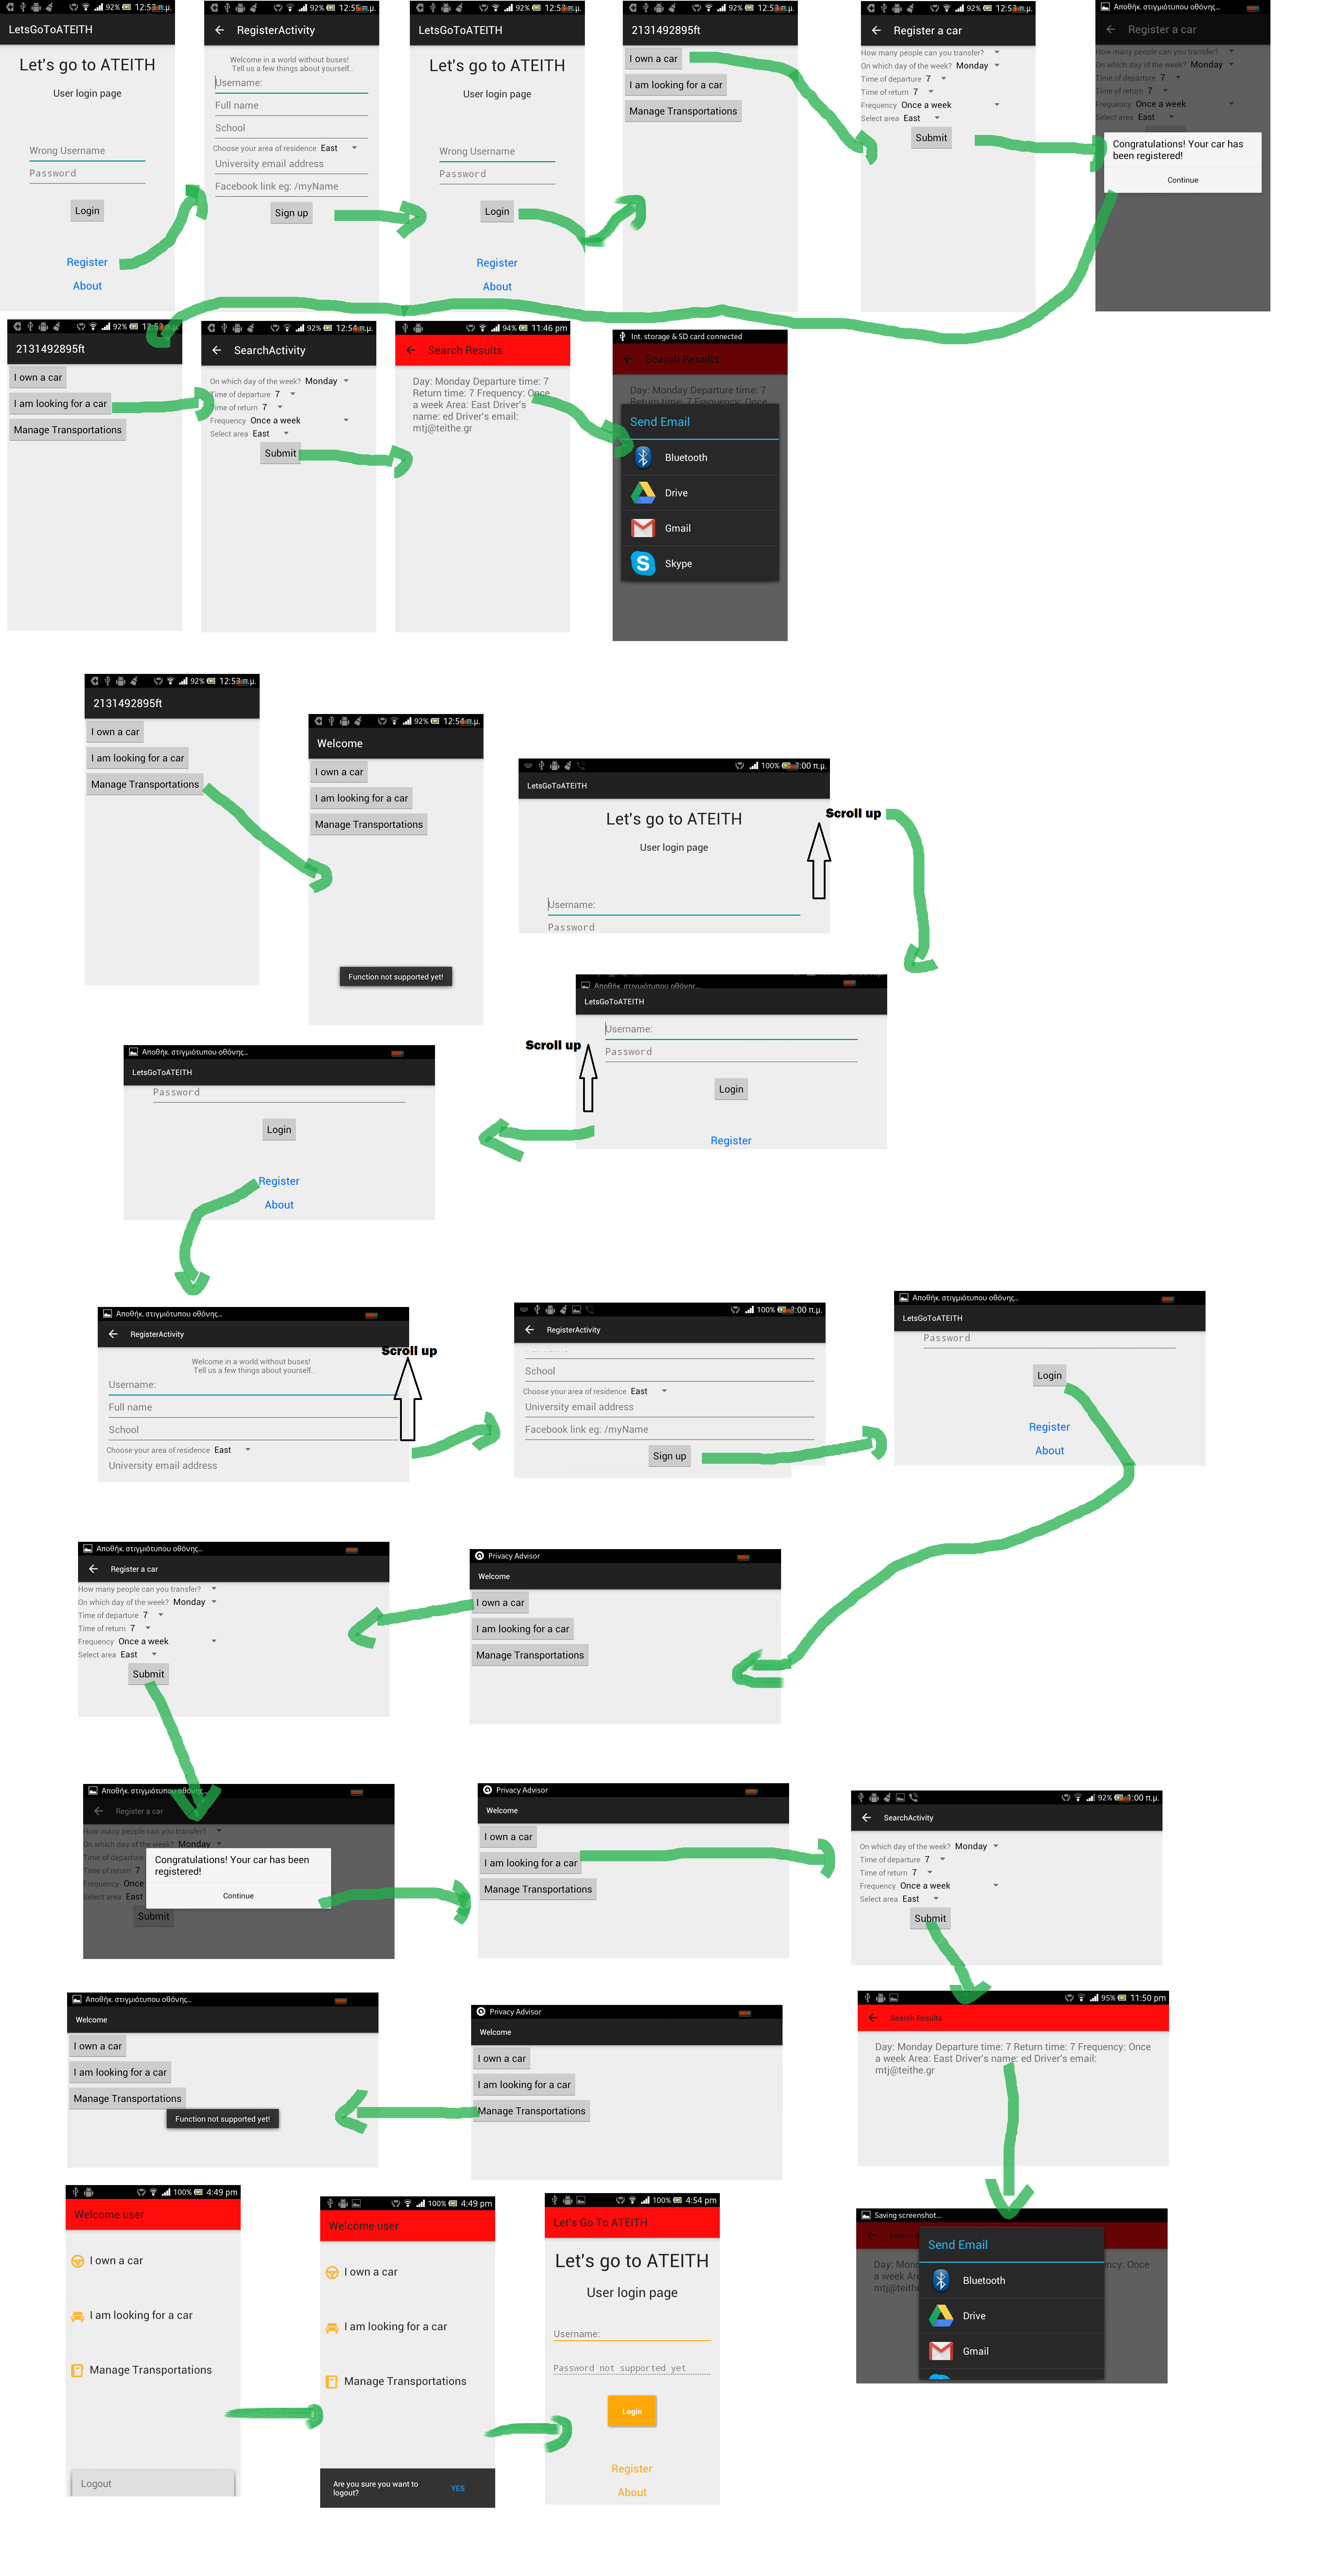 92% 12:53 π.μ.
LetsGoToATEITH
Let's go to ATEITH
User login page
Wrong Username
Password
Login
Register
About
92% 12:55 π.μ.
RegisterActivity
Welcome in a world without buses!
Tell us a few things about yourself..
Username:
Full name
School
Choose your area of residence East
University email address
Facebook link eg: /myName
Sign up
92% 12:53 π.μ.
LetsGoToATEITH
Let's go to ATEITH
User login page
Wrong Username
Password
Login
Register
About
92% 12:53 π.μ.
2131492895ft
I own a car
I am looking for a car
Manage Transportations
92% 12:53 π.μ.
Register a car
How many people can you transfer?
On which day of the week? Monday
Time of departure 7
Time of return 7
Frequency Once a week
Select area East
Submit
Αποθήκ. στιγμιότυπου οθόνης...
Register a car
How many people can you transfer?
On which day of the week? Monday
Time of departure 7
Time of return 7
Frequency Once a week
Select area East
Congratulations! Your car has
been registered!
Continue
92% 12:53 π.μ.
2131492895ft
I own a car
I am looking for a car
Manage Transportations
92% 12:54 π.μ.
SearchActivity
On which day of the week? Monday
Time of departure 7
Time of return 7
Frequency Once a week
Select area East
Submit
94% 11:46 pm
Search Results
Day: Monday Departure time: 7
Return time: 7 Frequency: Once
a week Area: East Driver's
name: ed Driver's email:
mtj@teithe.gr
Int. storage & SD card connected
Search Results
Day: Monday Departure time: 7
Return time: 7 Frequency: Once
Send Email
Bluetooth
Drive
Gmail
Skype
92% 12:53 π.μ.
2131492895ft
I own a car
I am looking for a car
Manage Transportations
92% 12:54 π.μ.
Welcome
I own a car
I am looking for a car
Manage Transportations
Function not supported yet!
100% :00 π.μ.
LetsGoToATEITH
Let's go to ATEITH
User login page
Username:
Password
Scroll up
Αποθήκ. στιγμιότυπου οθόνης...
LetsGoToATEITH
Username:
Password
Login
Register
Scroll up
Αποθήκ. στιγμιότυπου οθόνης...
LetsGoToATEITH
Password
Login
Register
About
Αποθήκ. στιγμιότυπου οθόνης...
RegisterActivity
Welcome in a world without buses!
Tell us a few things about yourself..
Username:
Full name
School
Choose your area of residence East
University email address
Scroll up
100% :00 π.μ.
RegisterActivity
School
Choose your area of residence East
University email address
Facebook link eg: /myName
Sign up
Αποθήκ. στιγμιότυπου οθόνης...
LetsGoToATEITH
Password
Login
Register
About
Αποθήκ. στιγμιότυπου οθόνης...
Register a car
How many people can you transfer?
On which day of the week? Monday
Time of departure 7
Time of return 7
Frequency Once a week
Select area East
Submit
Privacy Advisor
Welcome
I own a car
I am looking for a car
Manage Transportations
Αποθήκ. στιγμιότυπου οθόνης...
Register a car
How many people can you transfer?
On which day of the week? Monday
Time of departure
Time of return 7
Frequency Once
Select area East
Submit
Congratulations! Your car has been
registered!
Continue
Privacy Advisor
Welcome
I own a car
I am looking for a car
Manage Transportations
92% :00 π.μ.
SearchActivity
On which day of the week? Monday
Time of departure 7
Time of return 7
Frequency Once a week
Select area East
Submit
Αποθήκ. στιγμιότυπου οθόνης...
Welcome
I own a car
I am looking for a car
Manage Transportations
Function not supported yet!
Privacy Advisor
Welcome
I own a car
I am looking for a car
Manage Transportations
95% 11:50 pm
Search Results
Day: Monday Departure time: 7 Return time: 7 Frequency: Once
a week Area: East Driver's name: ed Driver's email:
mtj@teithe.gr
100% 4:49 pm
Welcome user
I own a car
I am looking for a car
Manage Transportations
Logout
100% 4:49 pm
Welcome user
I own a car
I am looking for a car
Manage Transportations
Are you sure you want to
logout?
YES
100% 4:54 pm
Let's Go To ATEITH
Let's go to ATEITH
User login page
Username:
Password not supported yet
Login
Register
About
Saving screenshot...
Search R
Day: Mon ncy: Once
a week Are
mtj@teithe
Send Email
Bluetooth
Drive
Gmail